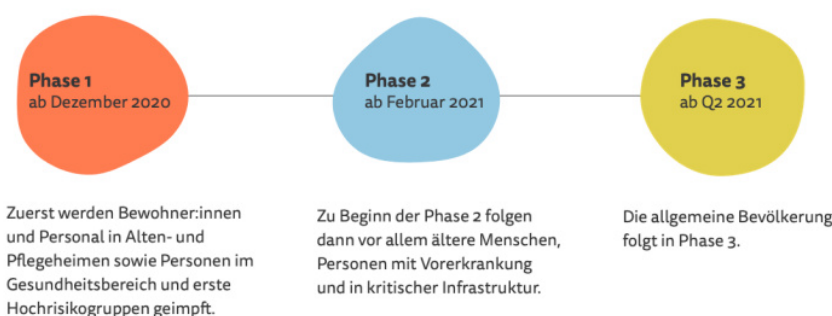 Phase 1
ab Dezember 2020
Phase 2
ab Februar 2021
Phase 3
ab Q2 2021
Zuerst werden Bewohner:innen
und Personal in Alten- und
Pflegeheimen sowie Personen im
Gesundheitsbereich und erste
Hochrisikogruppen geimpft.
Zu Beginn der Phase 2 folgen
dann vor allem ältere Menschen,
Personen mit Vorerkrankung
und in kritischer Infrastruktur.
Die allgemeine Bevölkerung
folgt in Phase 3.